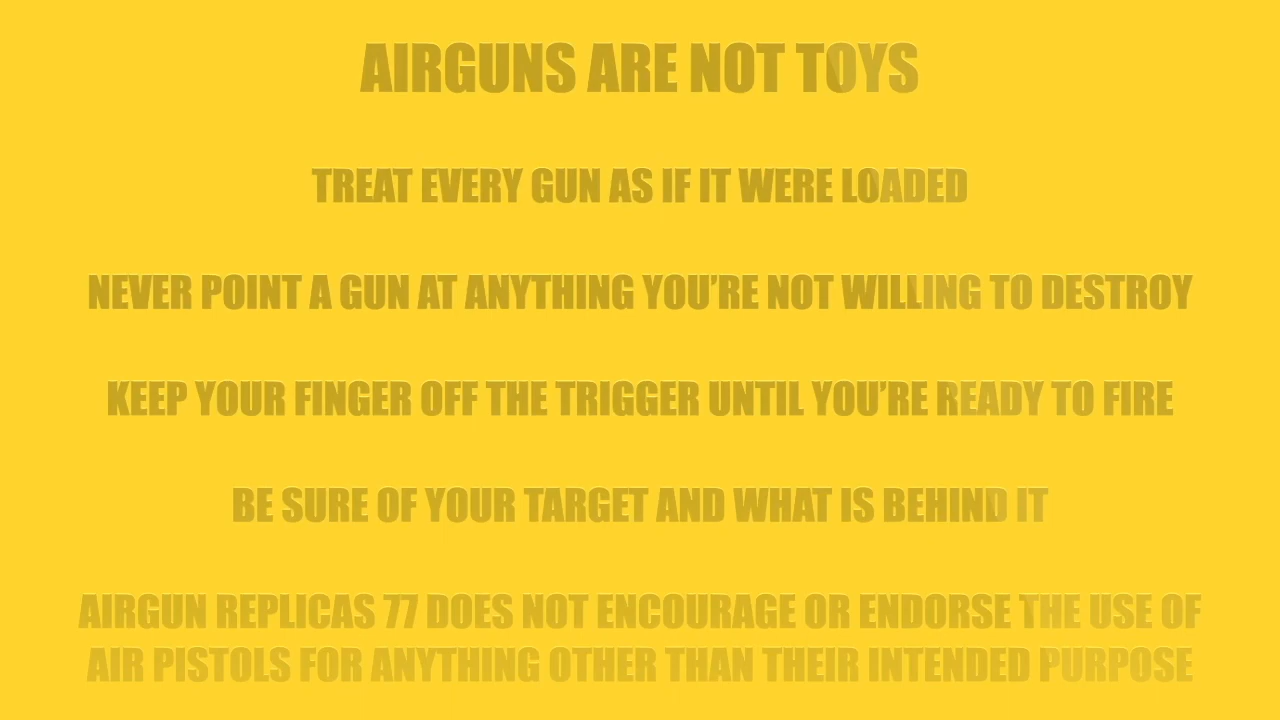 AIRGUNS ARE NOT TOYS
TREAT EVERY GUN AS IF IT WERE LOADED
NEVER POINT A GUN AT ANYTHING YOU'RE NOT WILLING TO DESTROY
KEEP YOUR FINGER OFF THE TRIGGER UNTIL YOU'RE READY TO FIRE
BE SURE OF YOUR TARGET AND WHAT IS BEHIND IT
AIRGUN REPLICAS 77 DOES NOT ENCOURAGE OR ENDORSE THE USE OF
AIR PISTOLS FOR ANYTHING OTHER THAN THEIR INTENDED PURPOSE